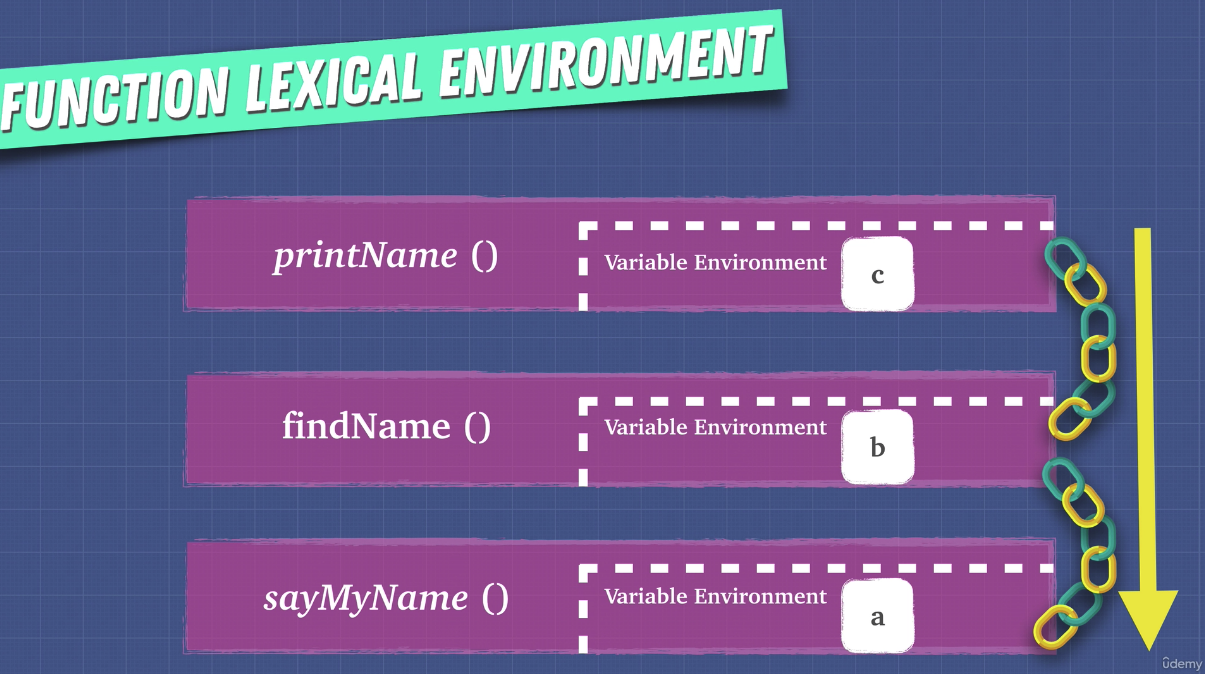 FUNCTION LEXICAL ENVIRONMENT
printName ()
Variable Environment
c
findName ()
Variable Environment
b
sayMyName ()
Variable Environment
a
ûdemy